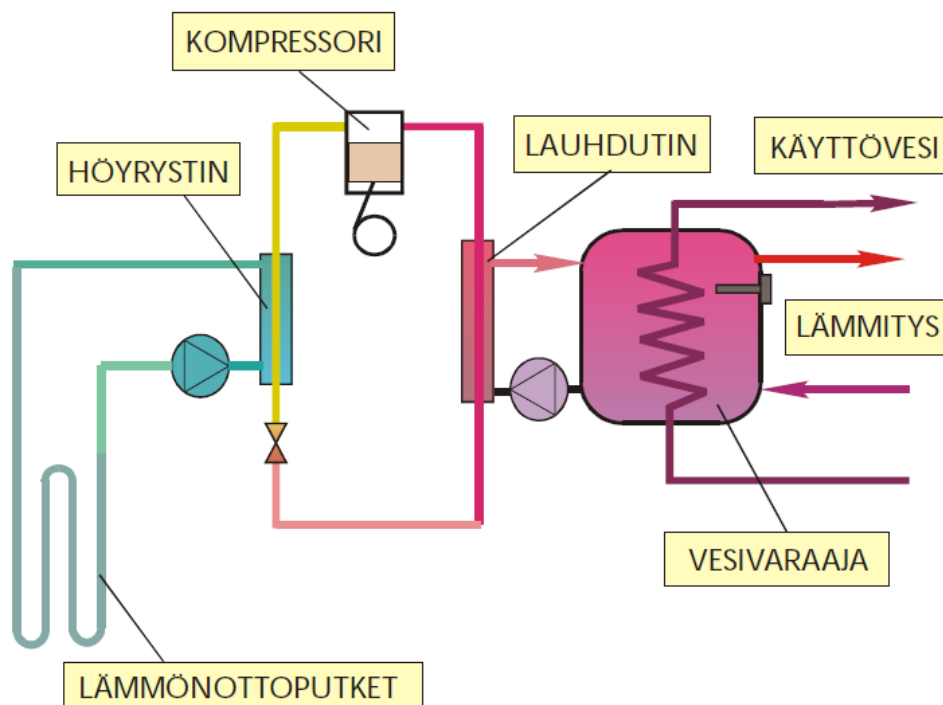 KOMPRESSORI
HÖYRYSTIN
LAUHDUTIN
KÄYTTÖVESI
LÄMMITYS
VESIVARAAJA
LÄMMÖNOTTOPUTKET